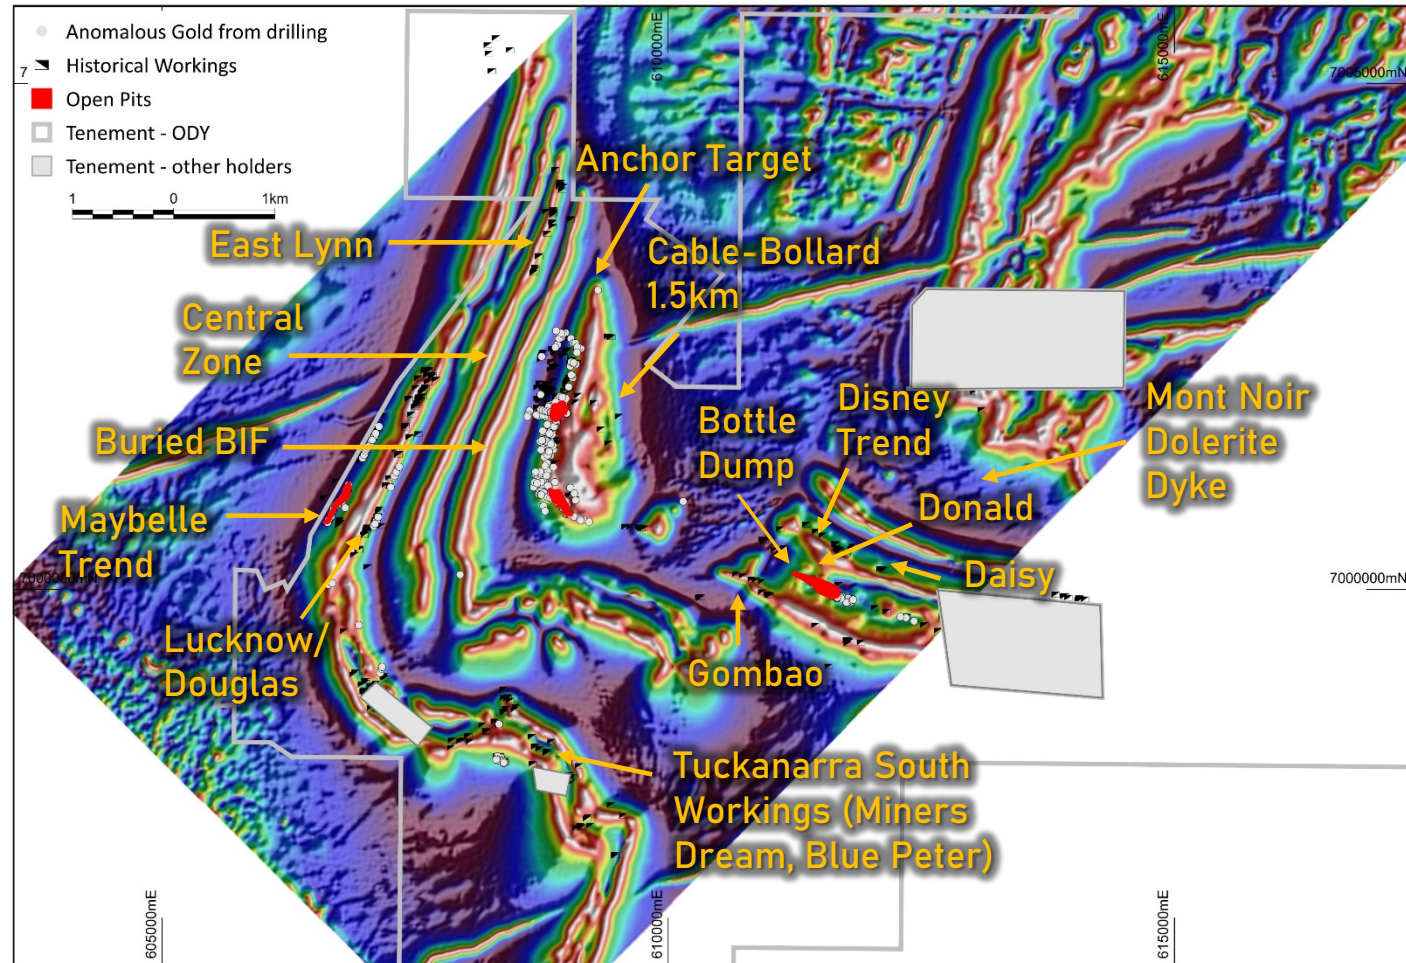 Anomalous Gold from drilling
Historical Workings
Open Pits
Tenement - ODY
Tenement - other holders
1 0 1km
7
610000mE
615000mE
7005000mN
Anchor Target
East Lynn
Cable-Bollard
1.5km
Central
Zone
Buried BIF
Bottle
Dump
Disney
Trend
Mont Noir
Dolerite
Dyke
Maybelle
Trend
Donald
7000000mN
Daisy
7000000mN
Lucknow/
Douglas
Gombao
Tuckanarra South
Workings (Miners
Dream, Blue Peter)
605000mE
610000mE
615000mE